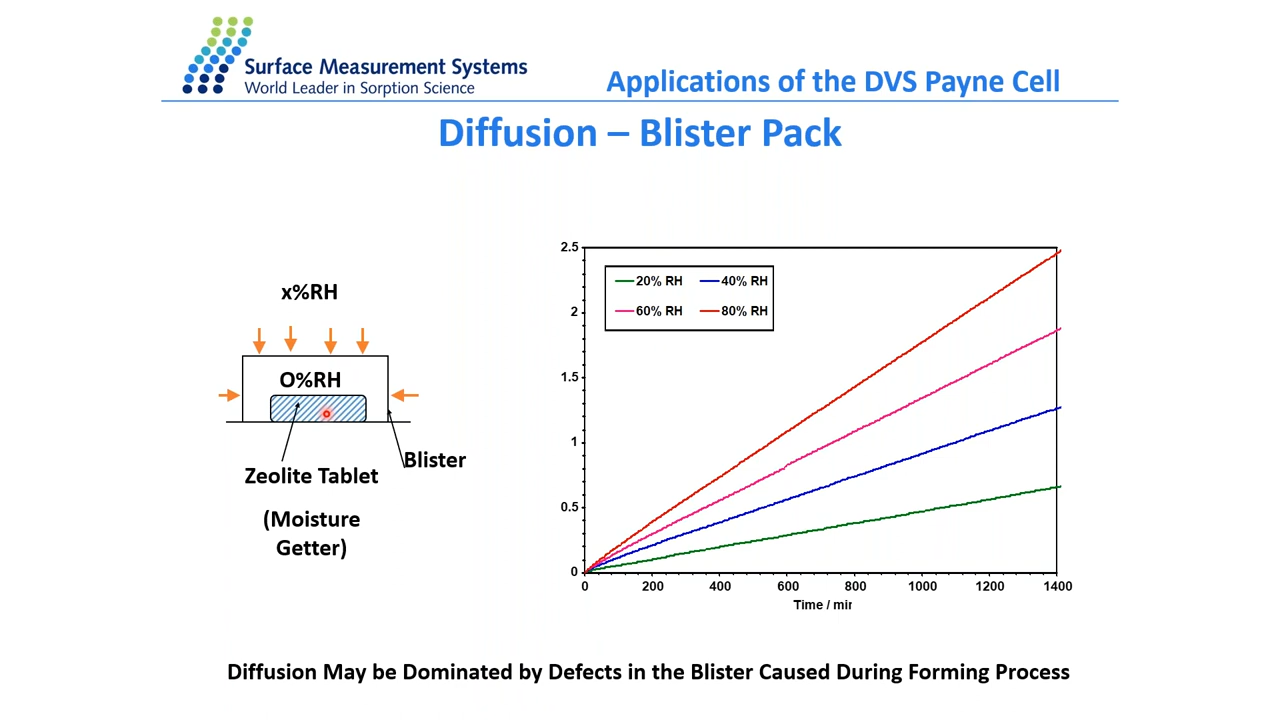 Surface Measurement Systems
World Leader in Sorption Science
Applications of the DVS Payne Cell
Diffusion – Blister Pack
x%RH
O%RH
Zeolite Tablet
Blister
(Moisture
Getter)
2.5
2
1.5
1
0.5
0
20% RH
40% RH
60% RH
80% RH
0 200 400 600 800 1000 1200 1400
Time / mir
Diffusion May be Dominated by Defects in the Blister Caused During Forming Process